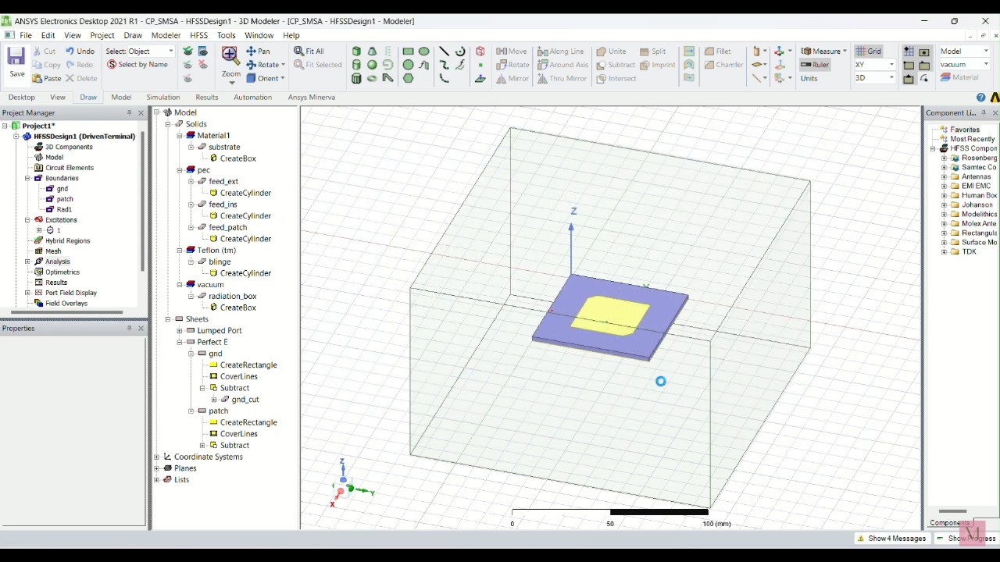 ANSYS Electronics Desktop 2021 R1 - CP_SMSA - HFSSDesign1 - 3D Modeler - [CP_SMSA - HFSSDesign1 - Modeler]
File Edit View Project Draw Modeler HFSS Tools Window Help
Save
Cut Undo
Copy Redo
Paste Delete
Select: Object
Select by Name
Zoom
Pan
Rotate
Orient
Fit All
Fit Selected
Move
Rotate
Mirror
Along Line
Around Axis
Thru Mirror
Unite Split
Subtract Imprint
Intersect
Fillet
Chamfer
Measure
Ruler
Units
Grid
XY
3D
Model
vacuum
Material
Desktop View Draw Model Simulation Results Automation Ansys Minerva
Project Manager
Project1*
HFSSDesign1 (DrivenTerminal)
3D Components
Model
Circuit Elements
Boundaries
gnd
patch
Rad1
Excitations
1
Hybrid Regions
Mesh
Analysis
Optimetrics
Results
Port Field Display
Field Overlays
Properties
Model
Solids
Material1
substrate
CreateBox
pec
feed_ext
CreateCylinder
feed_ins
CreateCylinder
feed_patch
CreateCylinder
Teflon (tm)
blinge
CreateCylinder
vacuum
radiation_box
CreateBox
Sheets
Lumped Port
Perfect E
gnd
CreateRectangle
CoverLines
Subtract
gnd_cut
patch
CreateRectangle
CoverLines
Subtract
Coordinate Systems
Planes
Lists
Z
Z
Y
X
0 50 100 (mm)
Component Li...
Favorites
Most Recently
HFSS Compon
Rosenberg
Samtec Co
Antennas
EMI EMC
Human Boo
Johanson
Modelithics
Molex Ante
Rectangula
Surface Mo
TDK
Components
Show 4 Messages Show Progress